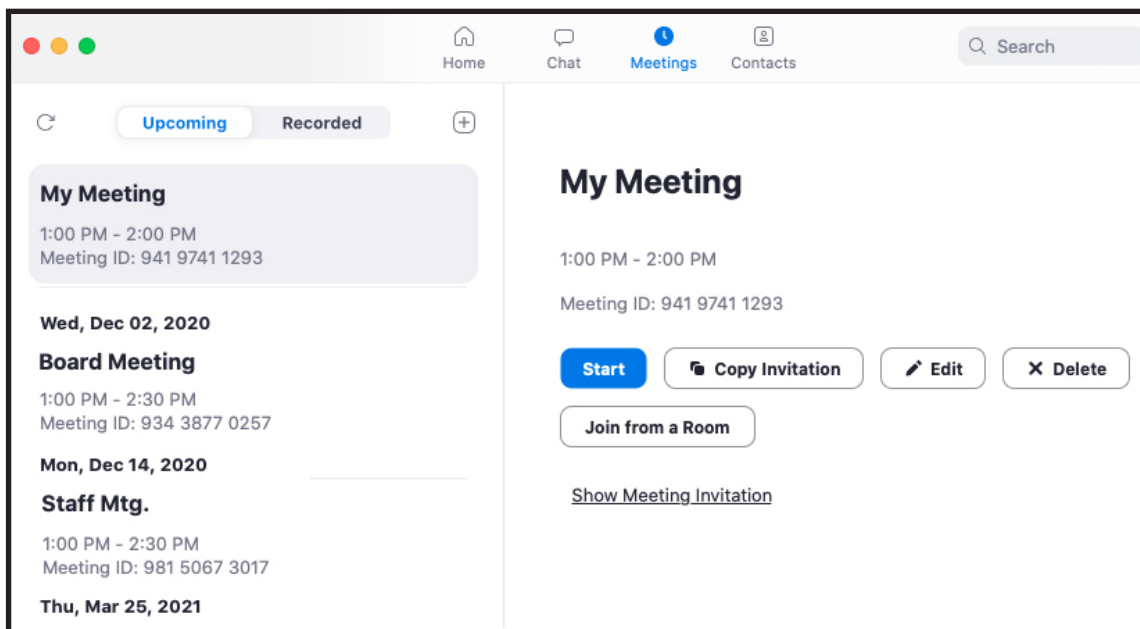 Home
Chat
Meetings
Contacts
Search
Upcoming
Recorded
My Meeting
1:00 PM - 2:00 PM
Meeting ID: 941 9741 1293
Wed, Dec 02, 2020
Board Meeting
1:00 PM - 2:30 PM
Meeting ID: 934 3877 0257
Mon, Dec 14, 2020
Staff Mtg.
1:00 PM - 2:30 PM
Meeting ID: 981 5067 3017
Thu, Mar 25, 2021
My Meeting
1:00 PM - 2:00 PM
Meeting ID: 941 9741 1293
Start
Copy Invitation
Edit
Delete
Join from a Room
Show Meeting Invitation